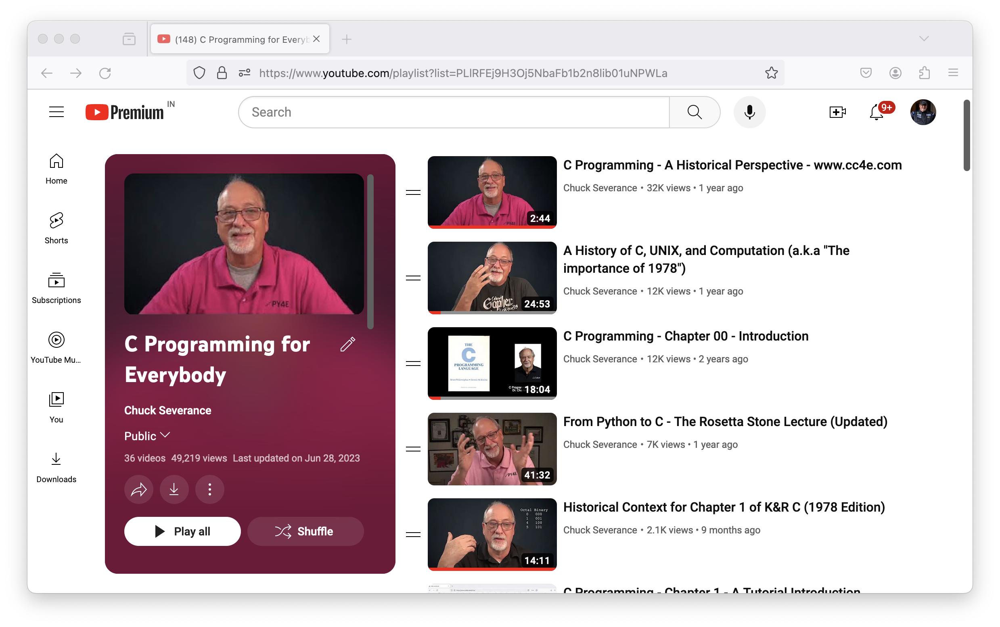 (148) C Programming for Everyb
https://www.youtube.com/playlist?list=PLlRFEj9H3Oj5NbaFb1b2n8lib01uNPWLa
Premium IN
Search
9+
Home
Shorts
Subscriptions
YouTube Mu...
You
Downloads
PY4E
C Programming for
Everybody
Chuck Severance
Public
36 videos 49,219 views Last updated on Jun 28, 2023
Play all
Shuffle
PY4E
2:44
C Programming - A Historical Perspective - www.cc4e.com
Chuck Severance • 32K views • 1 year ago
Gopher
24:53
A History of C, UNIX, and Computation (a.k.a "The
importance of 1978")
Chuck Severance • 12K views • 1 year ago
THE
C
PROGRAMMING
LANGUAGE
Brian W. Kernighan • Dennis M. Ritchie
18:04
C Programming - Chapter 00 - Introduction
Chuck Severance • 12K views • 2 years ago
PY4E
41:32
From Python to C - The Rosetta Stone Lecture (Updated)
Chuck Severance • 7K views • 1 year ago
Octal Binary
0 000
1 001
4 100
5 101
14:11
Historical Context for Chapter 1 of K&R C (1978 Edition)
Chuck Severance • 2.1K views • 9 months ago
C Programming - Chapter 1 - A Tutorial Introduction